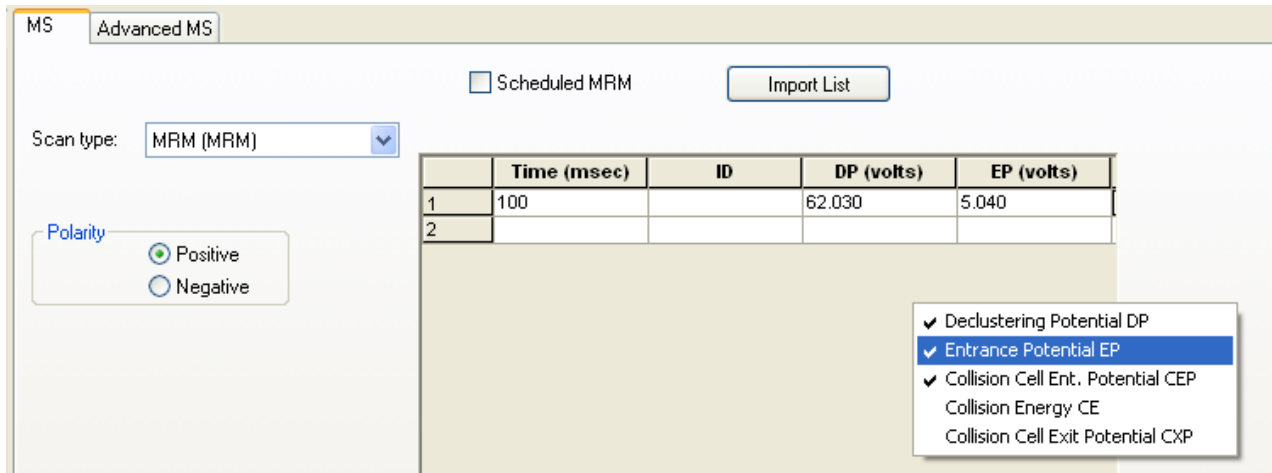 MS Advanced MS
Scheduled MRM Import List
Scan type: MRM (MRM)
Time (msec) ID DP (volts) EP (volts)
1 100 62.030 5.040
2
Polarity
Positive
Negative
Declustering Potential DP
Entrance Potential EP
Collision Cell Ent. Potential CEP
Collision Energy CE
Collision Cell Exit Potential CXP